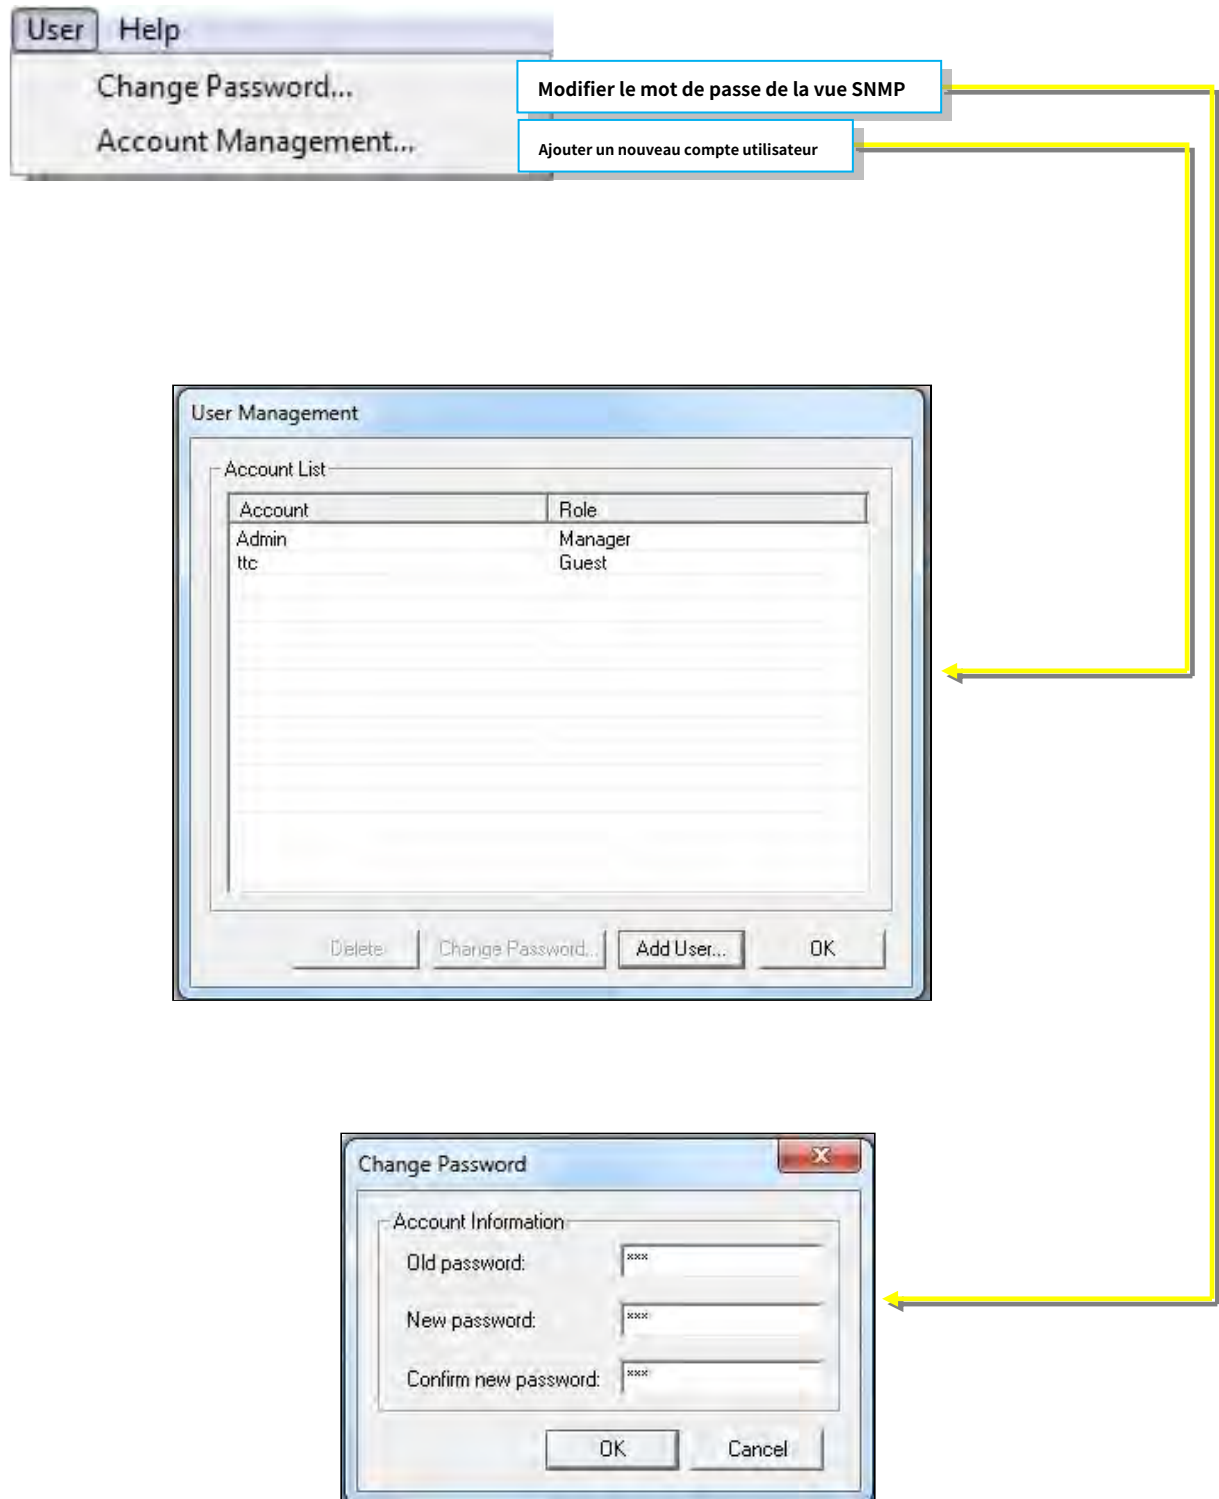 User Help
Change Password...
Modifier le mot de passe de la vue SNMP
Account Management...
Ajouter un nouveau compte utilisateur
User Management
Account List
Account Role
Admin Manager
ttc Guest
Delete Change Password... Add User... OK
Change Password
Account Information
Old password: ***
New password: ***
Confirm new password: ***
OK Cancel